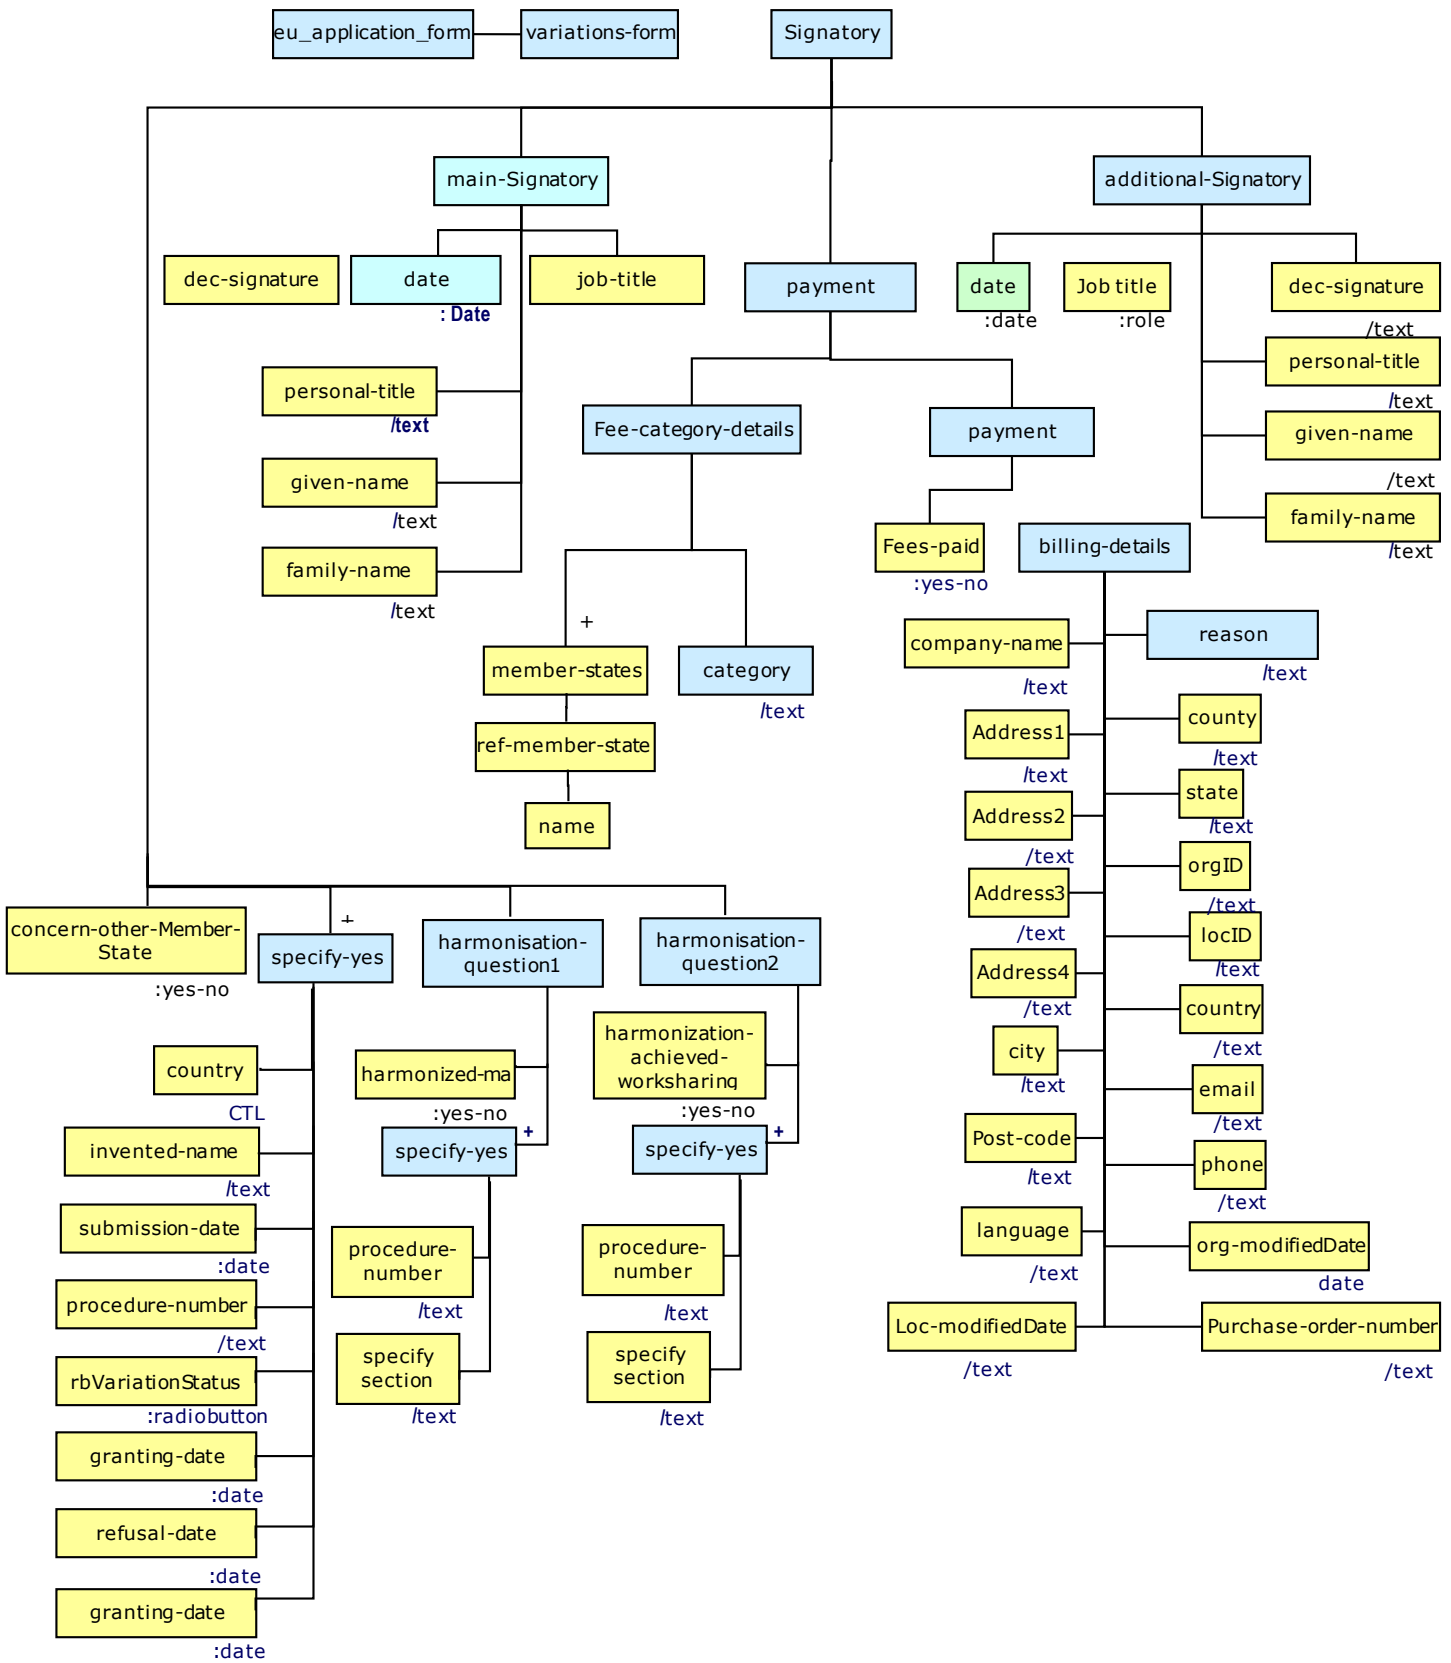 eu_application_form
variations-form
Signatory
main-Signatory
additional-Signatory
dec-signature
date
: Date
job-title
payment
date
:date
Job title
:role
dec-signature
/text
personal-title
/text
personal-title
/text
Fee-category-details
payment
given-name
/text
given-name
/text
family-name
/text
Fees-paid
:yes-no
billing-details
family-name
/text
+
member-states
category
/text
ref-member-state
name
company-name
/text
reason
/text
Address1
/text
county
/text
Address2
/text
state
/text
Address3
/text
orgID
/text
Address4
/text
locID
/text
city
/text
country
/text
Post-code
/text
email
/text
language
/text
phone
/text
Loc-modifiedDate
/text
org-modifiedDate
date
Purchase-order-number
/text
concern-other-Member-
State
:yes-no
+
specify-yes
harmonisation-
question1
harmonisation-
question2
country
CTL
invented-name
/text
submission-date
:date
procedure-number
/text
rbVariationStatus
:radiobutton
granting-date
:date
refusal-date
:date
granting-date
:date
harmonized-ma
:yes-no
+
specify-yes
procedure-
number
/text
specify
section
/text
harmonization-
achieved-
worksharing
:yes-no
+
specify-yes
procedure-
number
/text
specify
section
/text